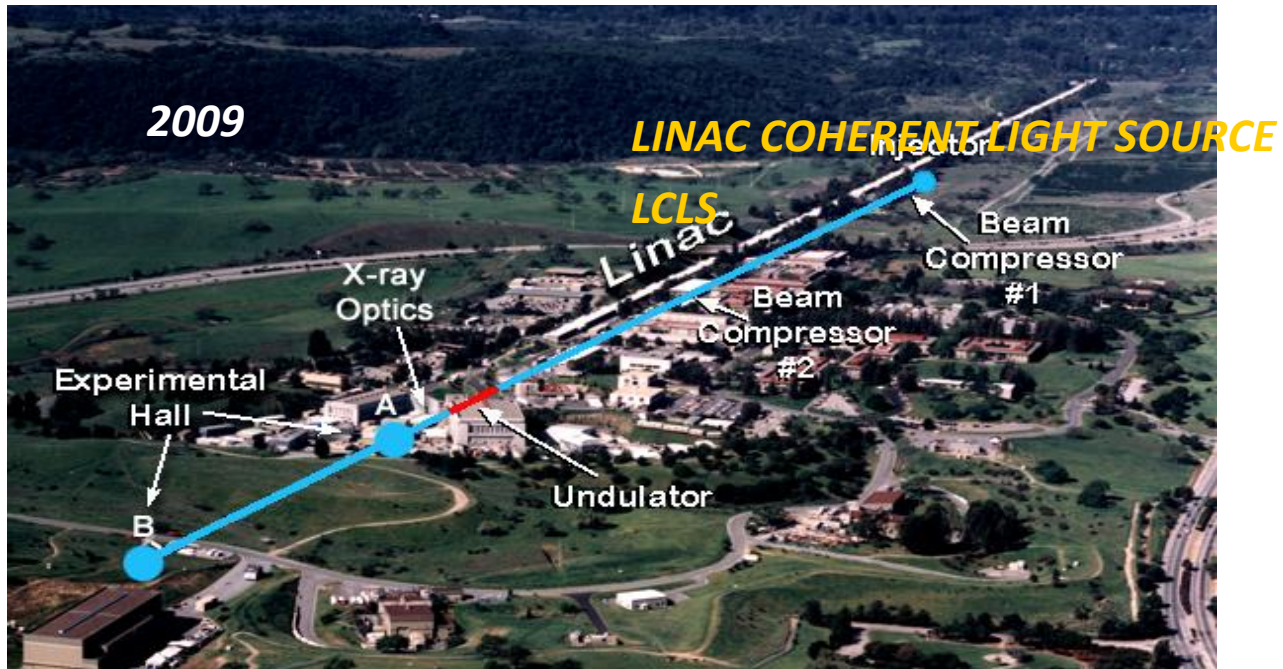 2009
LINAC COHERENT LIGHT SOURCE
LCLS
Injector
Linac
Beam
Compressor
#1
Beam
Compressor
#2
X-ray
Optics
Experimental
Hall
A
B
Undulator